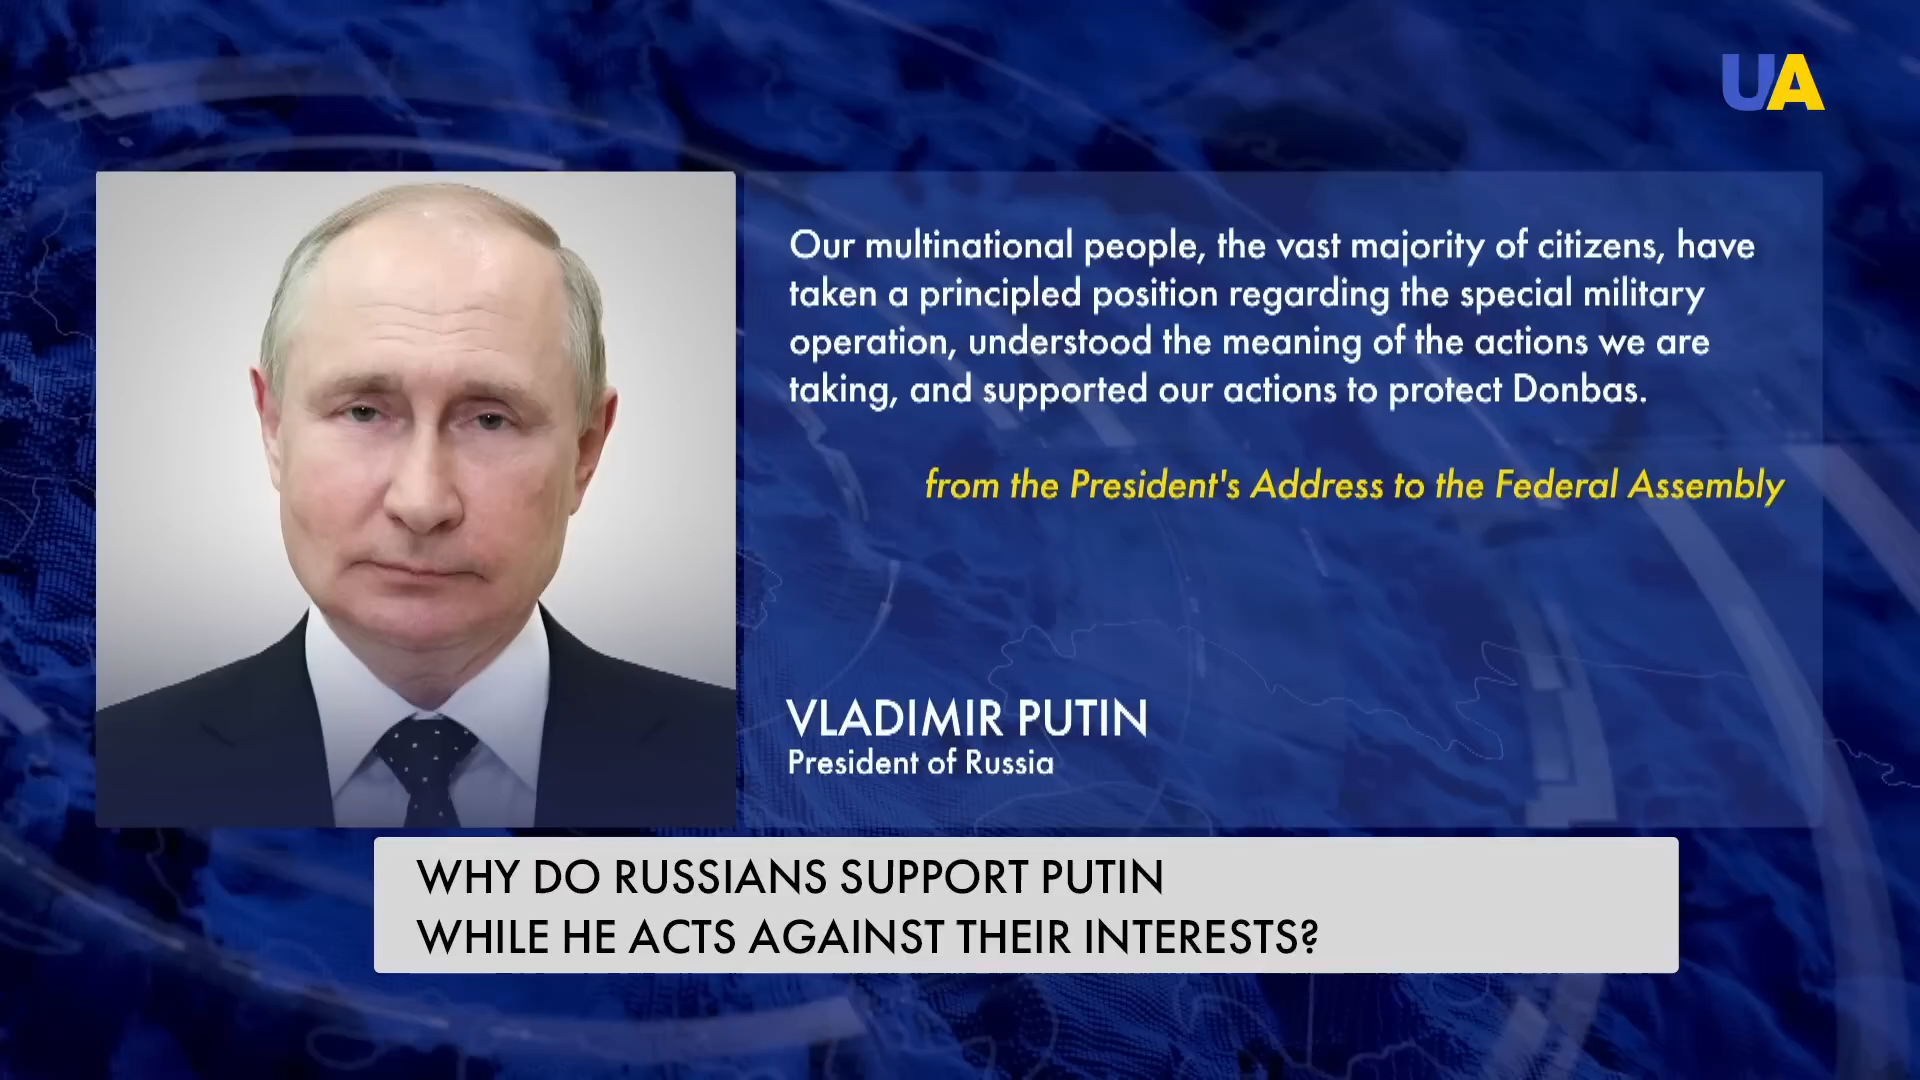 UA
Our multinational people, the vast majority of citizens, have
taken a principled position regarding the special military
operation, understood the meaning of the actions we are
taking, and supported our actions to protect Donbas.
from the President's Address to the Federal Assembly
VLADIMIR PUTIN
President of Russia
WHY DO RUSSIANS SUPPORT PUTIN
WHILE HE ACTS AGAINST THEIR INTERESTS?